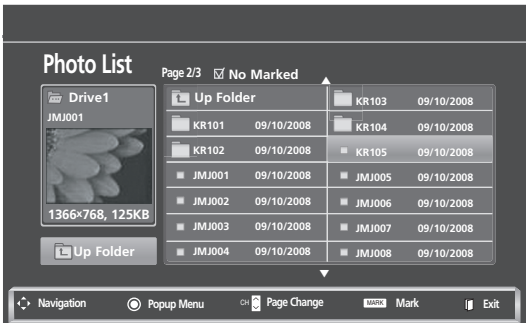 Photo List
Page 2/3 No Marked
Drive1
JMJ001
1366×768, 125KB
Up Folder
Up Folder
KR101 09/10/2008
KR102 09/10/2008
JMJ001 09/10/2008
JMJ002 09/10/2008
JMJ003 09/10/2008
JMJ004 09/10/2008
KR103 09/10/2008
KR104 09/10/2008
KR105 09/10/2008
JMJ005 09/10/2008
JMJ006 09/10/2008
JMJ007 09/10/2008
JMJ008 09/10/2008
Navigation Popup Menu CH Page Change MARK Mark Exit